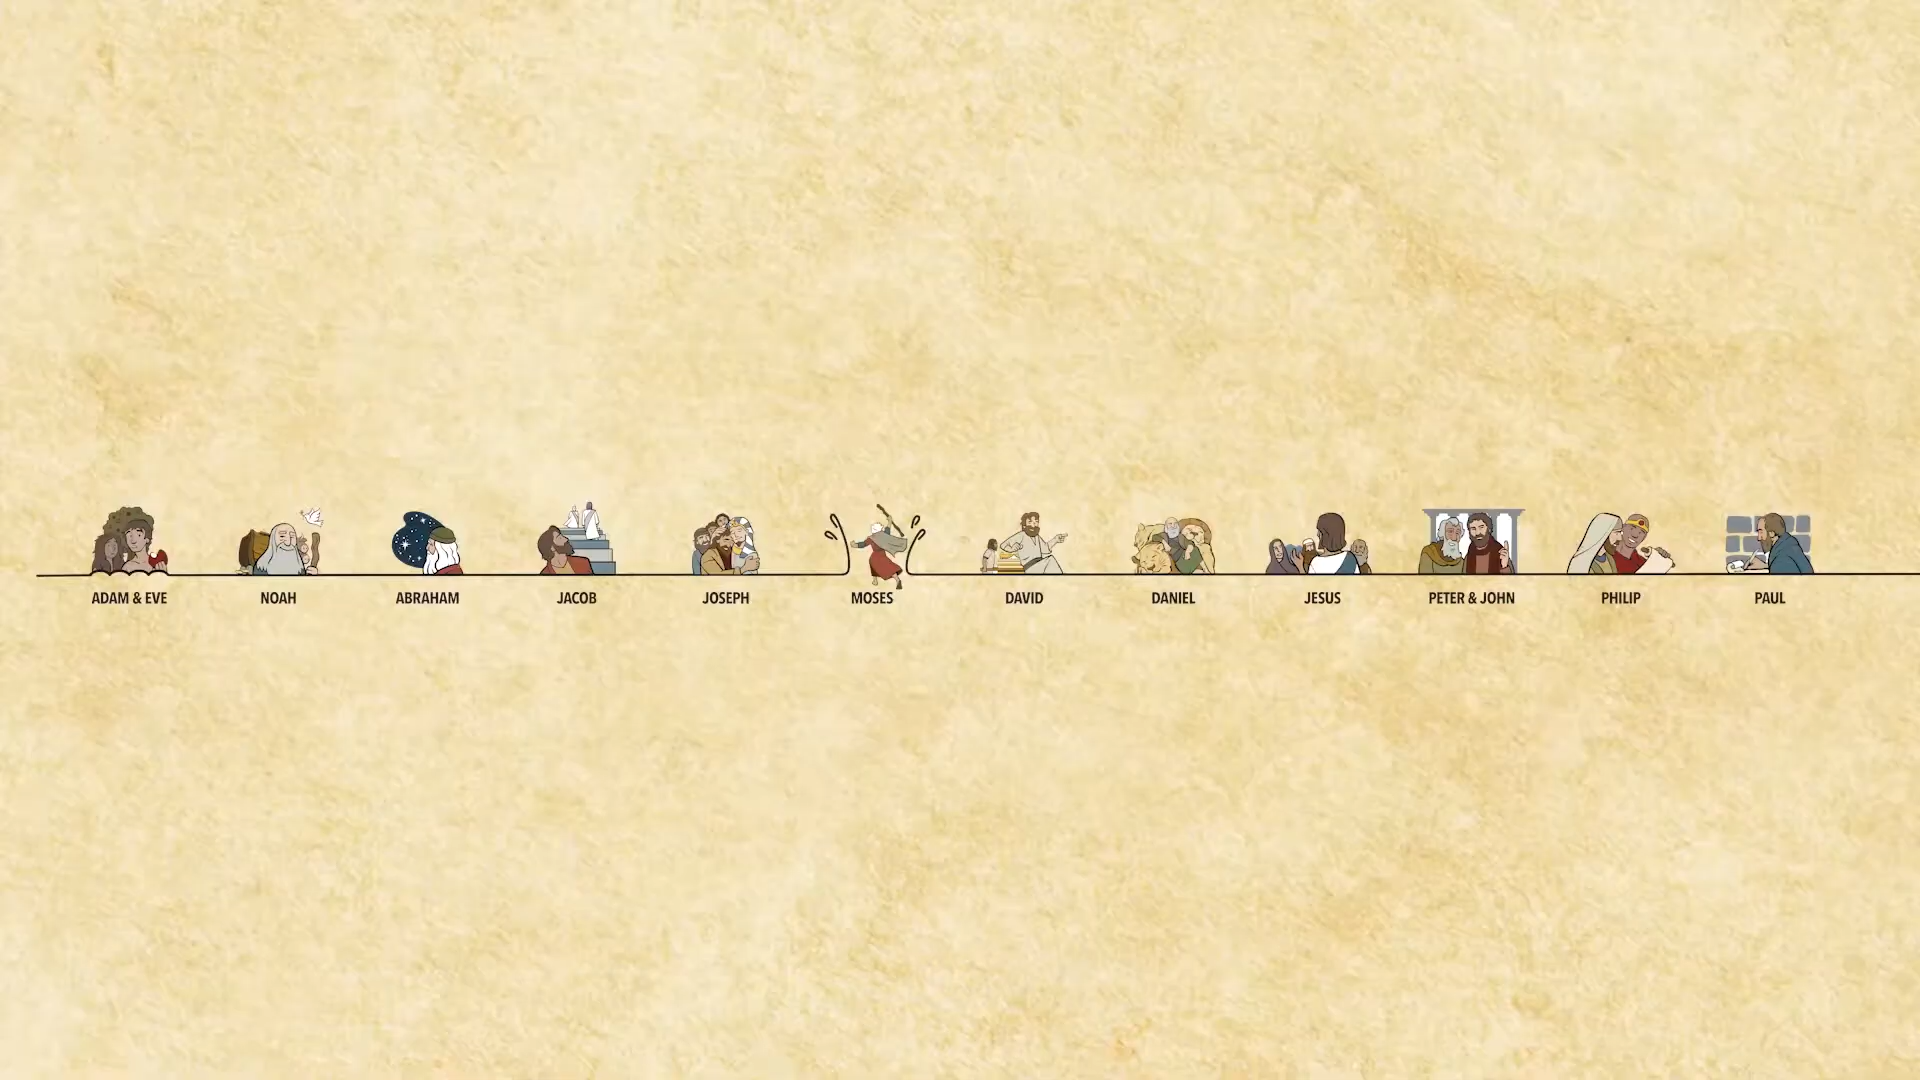 ADAM & EVE
NOAH
ABRAHAM
JACOB
JOSEPH
MOSES
DAVID
DANIEL
JESUS
PETER & JOHN
PHILIP
PAUL